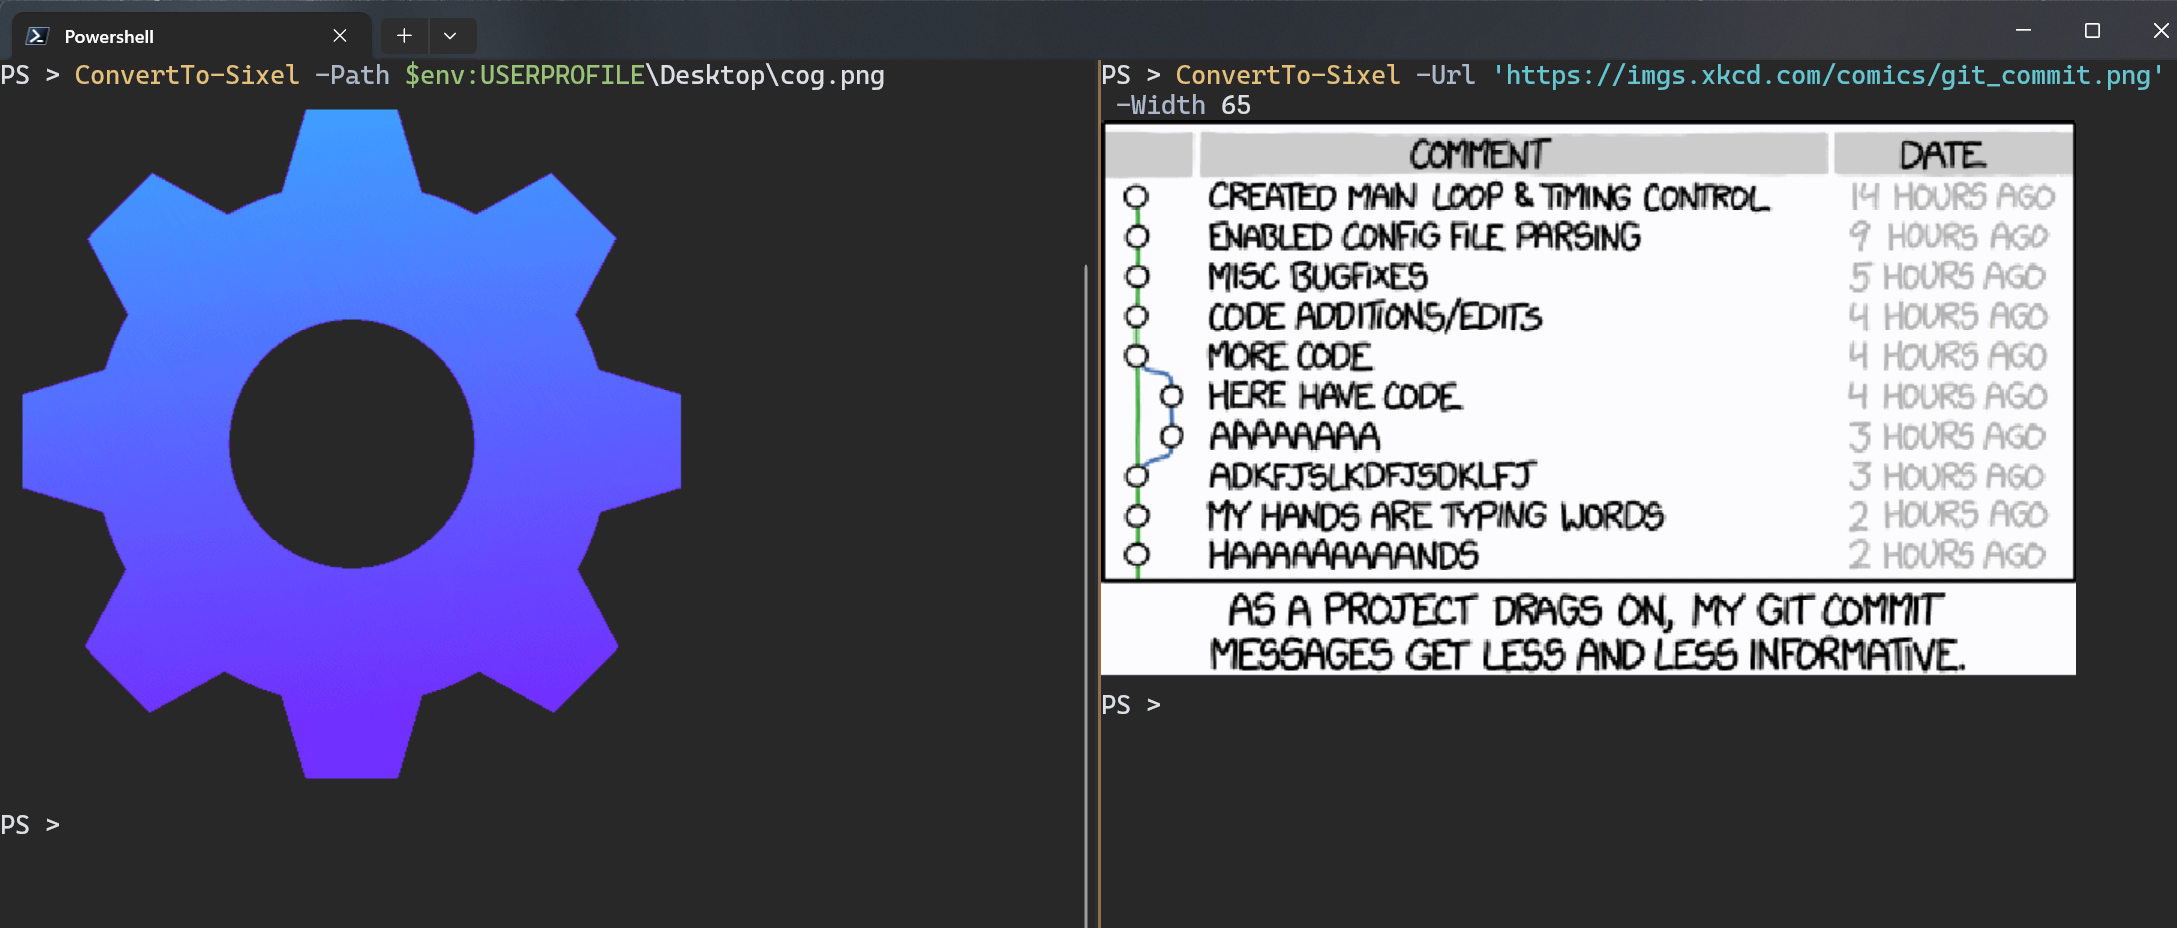 Powershell
PS > ConvertTo-Sixel -Path $env:USERPROFILE\Desktop\cog.png
PS >
PS > ConvertTo-Sixel -Url 'https://imgs.xkcd.com/comics/git_commit.png'
-Width 65
COMMENT DATE
CREATED MAIN LOOP & TIMING CONTROL 14 HOURS AGO
ENABLED CONFIG FILE PARSING 9 HOURS AGO
MISC BUGFIXES 5 HOURS AGO
CODE ADDITIONS/EDITS 4 HOURS AGO
MORE CODE 4 HOURS AGO
HERE HAVE CODE 4 HOURS AGO
AAAAAAAA 3 HOURS AGO
ADKFJSLKDFJSDKLFJ 3 HOURS AGO
MY HANDS ARE TYPING WORDS 2 HOURS AGO
HAAAAAAAAANDS 2 HOURS AGO
AS A PROJECT DRAGS ON, MY GIT COMMIT
MESSAGES GET LESS AND LESS INFORMATIVE.
PS >